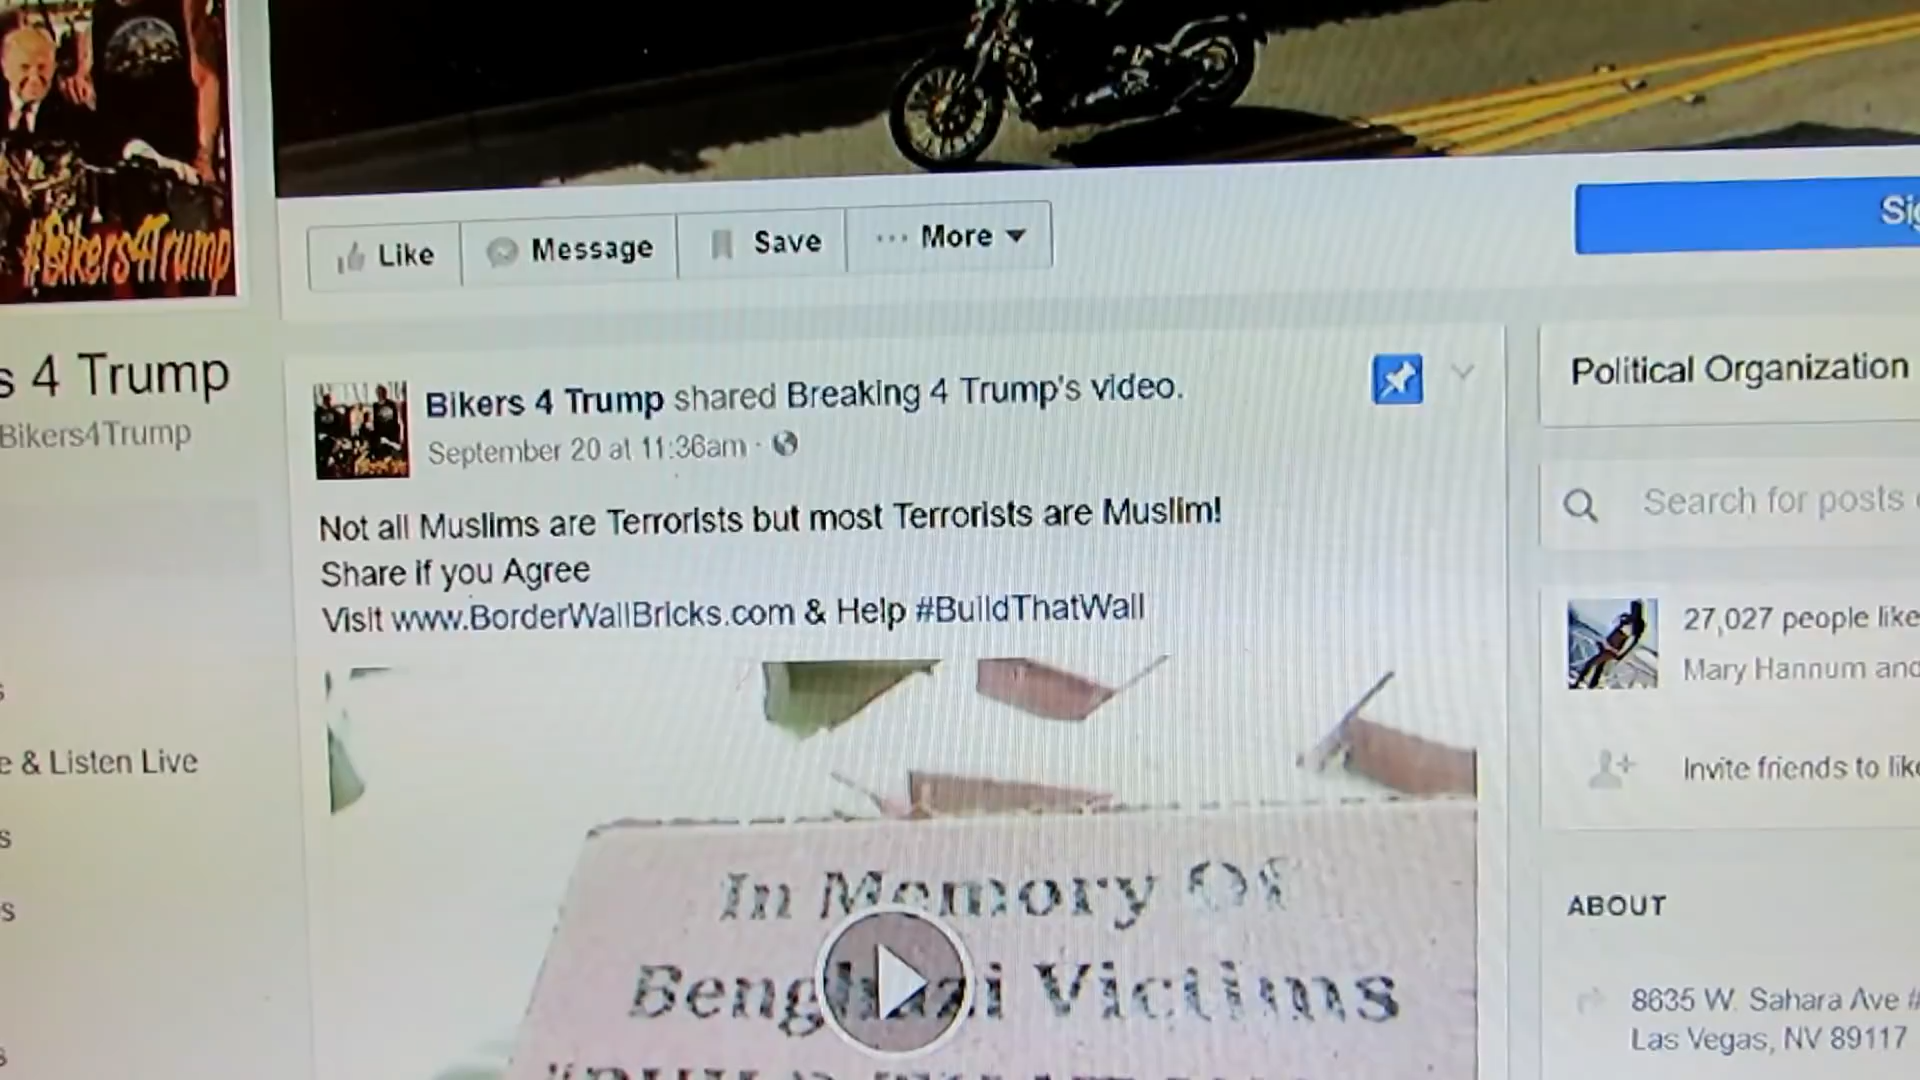 #Bikers4Trump
s 4 Trump
Bikers4Trump
e & Listen Live
Like
Message
Save
More
Bikers 4 Trump shared Breaking 4 Trump's video.
September 20 at 11:36am
Not all Muslims are Terrorists but most Terrorists are Muslim!
Share if you Agree
Visit www.BorderWallBricks.com & Help #BuildThatWall
In Memory Of
Benghazi Victims
Political Organization
Search for posts
27,027 people like
Mary Hannum and
Invite friends to like
ABOUT
8635 W. Sahara Ave #
Las Vegas, NV 89117